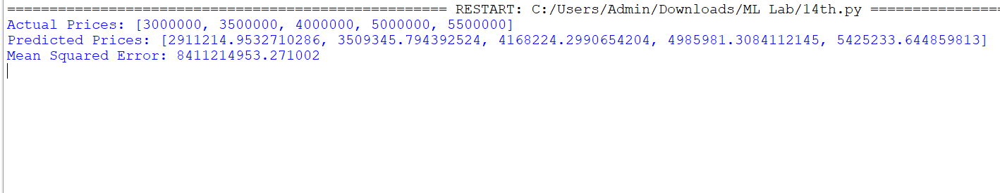 ==================================================== RESTART: C:/Users/Admin/Downloads/ML Lab/14th.py ================
Actual Prices: [3000000, 3500000, 4000000, 5000000, 5500000]
Predicted Prices: [2911214.9532710286, 3509345.794392524, 4168224.2990654204, 4985981.3084112145, 5425233.644859813]
Mean Squared Error: 8411214953.271002